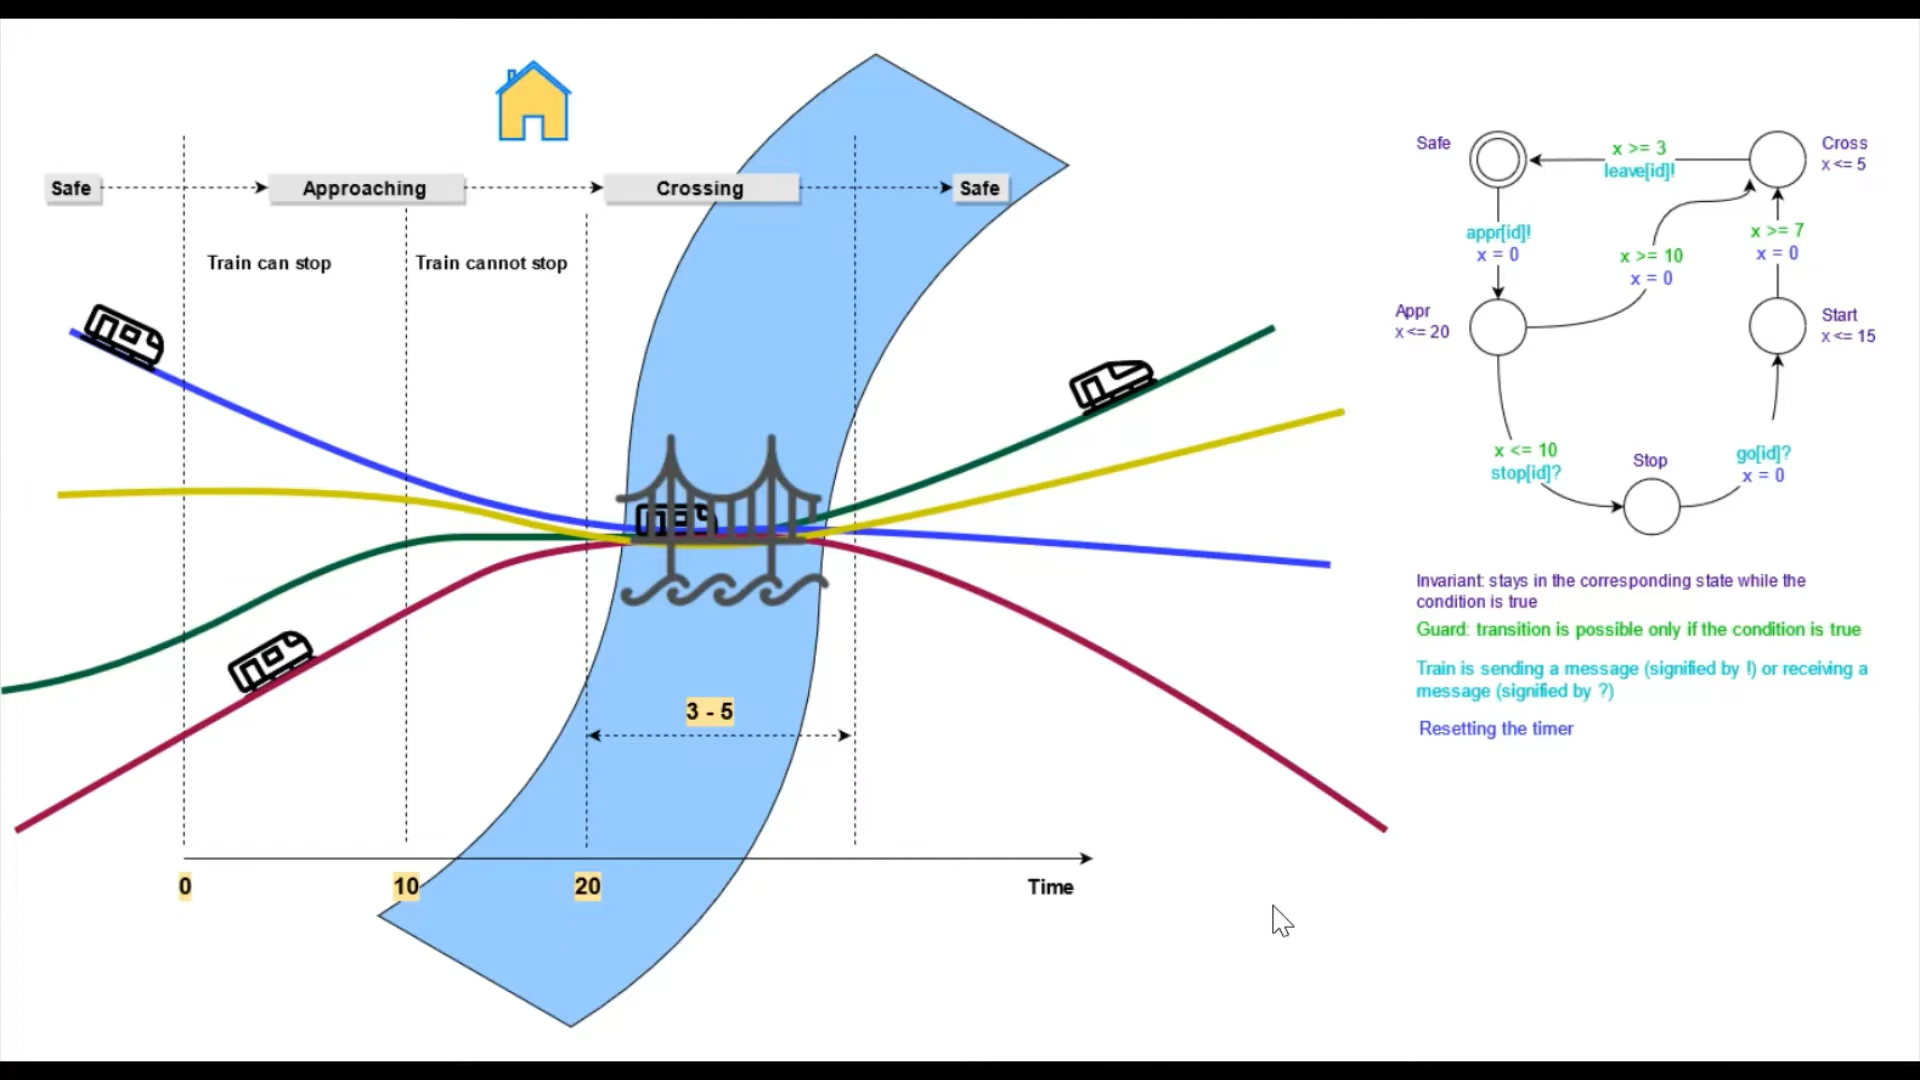 Safe
Approaching
Crossing
Safe
Train can stop
Train cannot stop
3 - 5
0
10
20
Time
Safe
x >= 3
leave[id]!
Cross
x <= 5
appr[id]!
x = 0
x >= 10
x = 0
x >= 7
x = 0
Appr
x <= 20
Start
x <= 15
x <= 10
stop[id]?
Stop
go[id]?
x = 0
Invariant: stays in the corresponding state while the
condition is true
Guard: transition is possible only if the condition is true
Train is sending a message (signified by !) or receiving a
message (signified by ?)
Resetting the timer